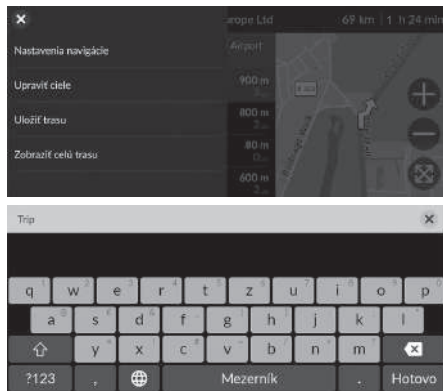 urope Ltd 69 km 1 h 24 min
Airport
Nastavenia navigácie
Upraviť ciele
900 m
Uložiť trasu
800 m
Zobraziť celú trasu
80 m
600 m
Trip
q w e r t z u i o p
a s d f g h j k l
y x c v b n m
?123 , Mezerník . Hotovo